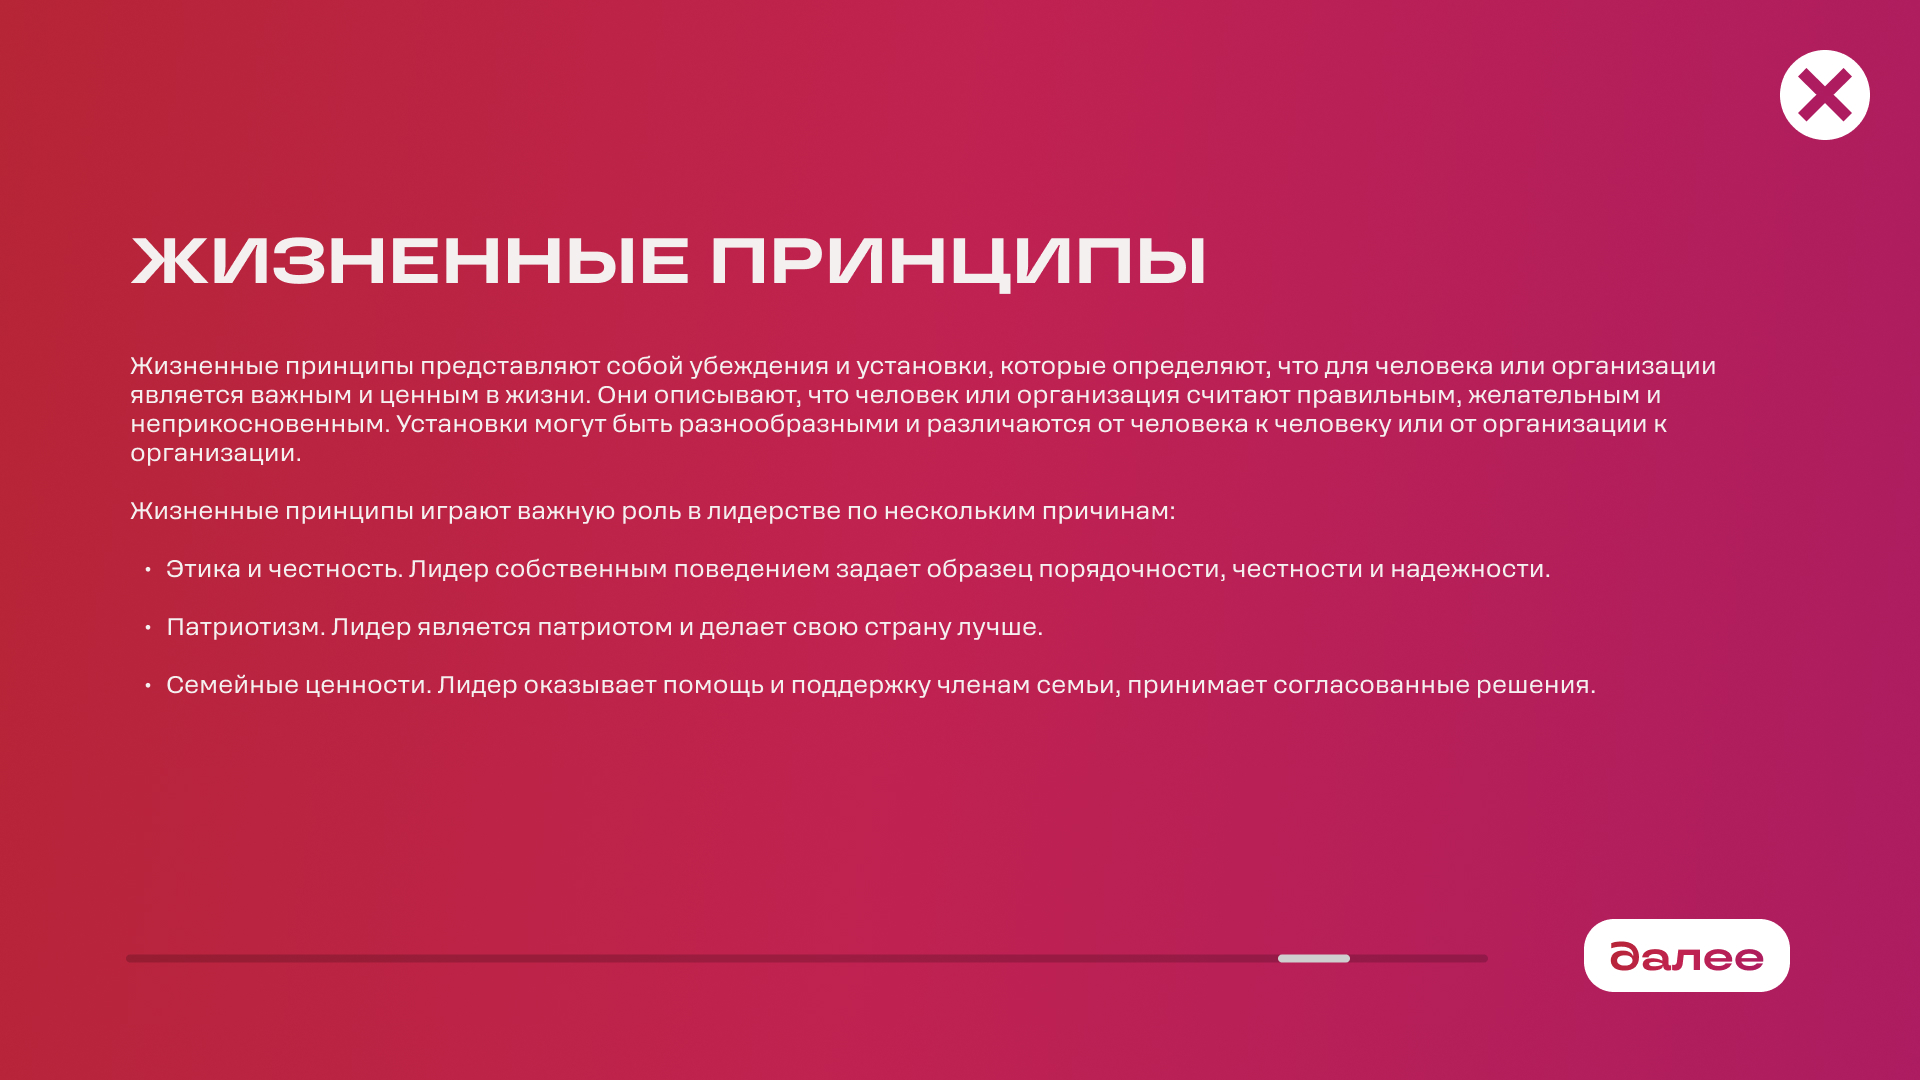 ЖИЗНЕННЫЕ ПРИНЦИПЫ
Жизненные принципы представляют собой убеждения и установки, которые определяют, что для человека или организации
является важным и ценным в жизни. Они описывают, что человек или организация считают правильным, желательным и
неприкосновенным. Установки могут быть разнообразными и различаются от человека к человеку или от организации к
организации.
Жизненные принципы играют важную роль в лидерстве по нескольким причинам:
• Этика и честность. Лидер собственным поведением задает образец порядочности, честности и надежности.
• Патриотизм. Лидер является патриотом и делает свою страну лучше.
• Семейные ценности. Лидер оказывает помощь и поддержку членам семьи, принимает согласованные решения.
далее